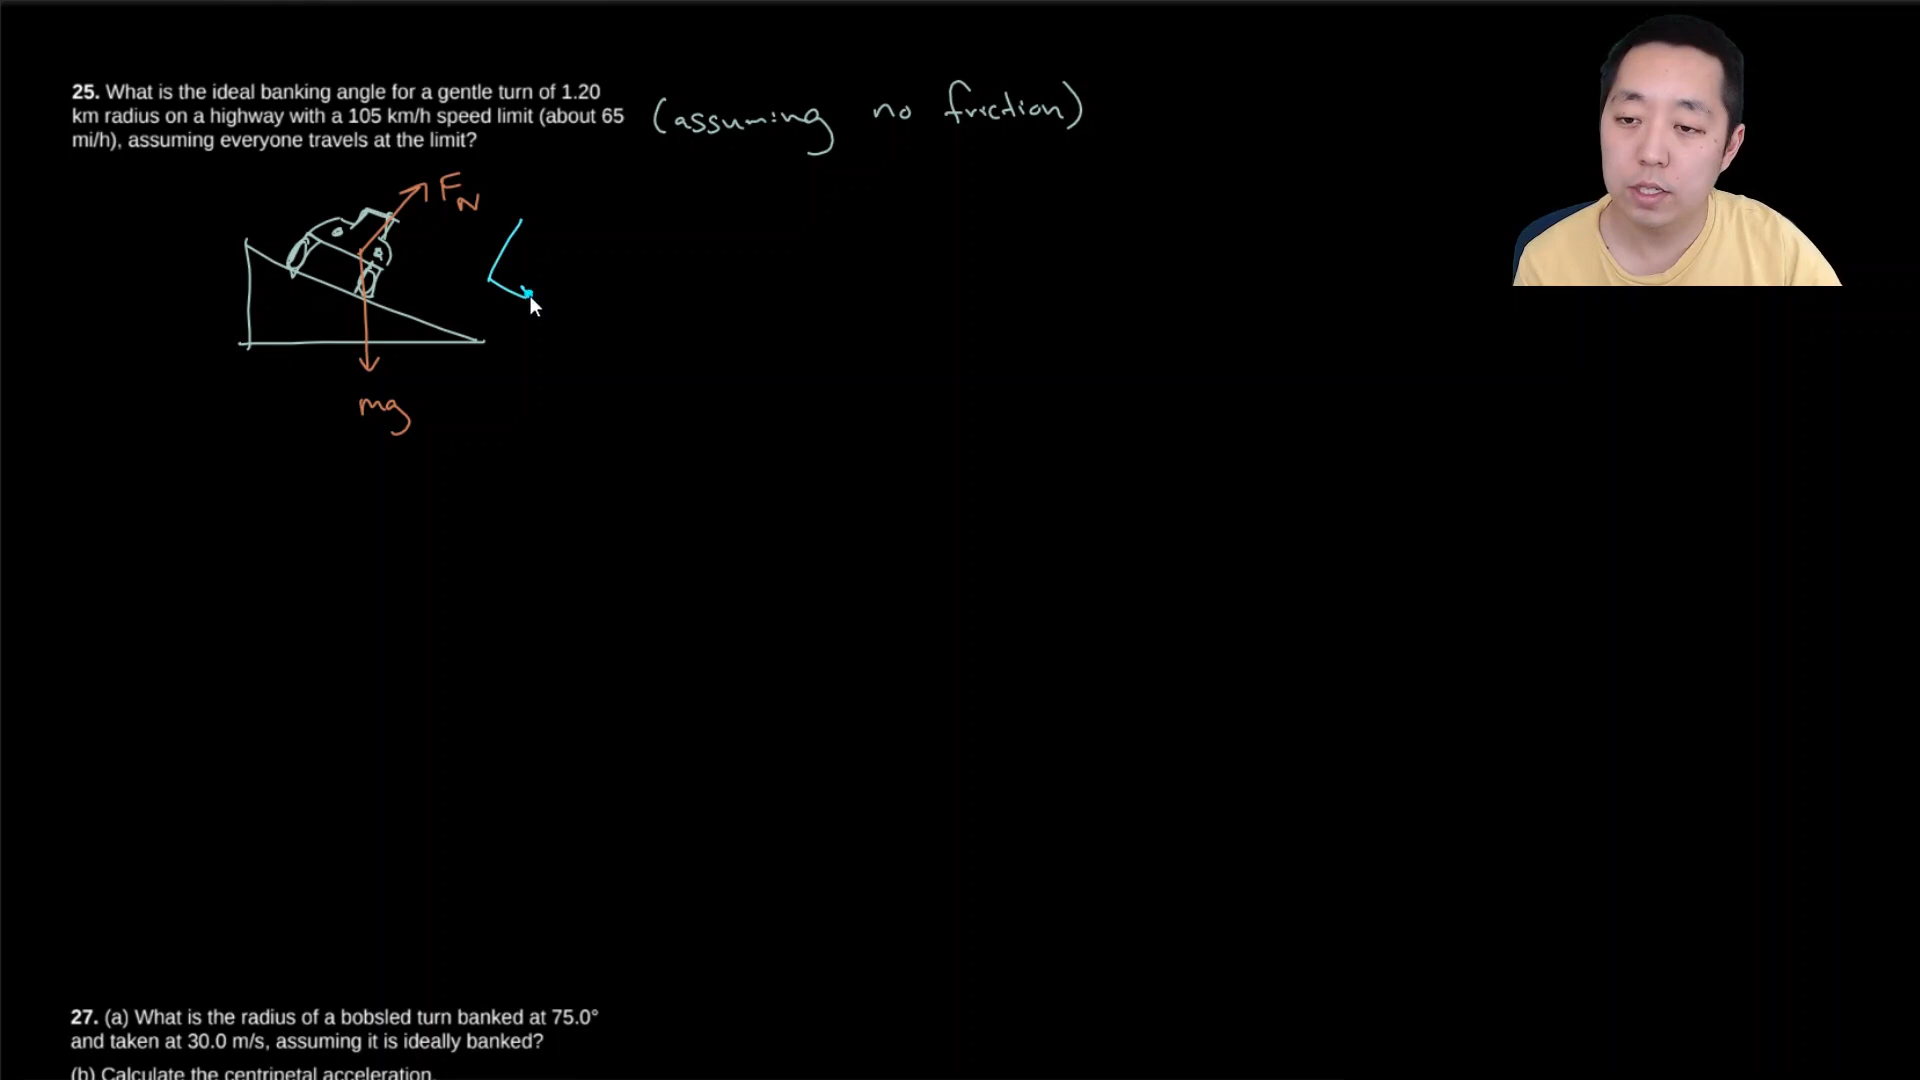 25. What is the ideal banking angle for a gentle turn of 1.20
km radius on a highway with a 105 km/h speed limit (about 65
mi/h), assuming everyone travels at the limit?
(assuming no friction)
FN
mg
27. (a) What is the radius of a bobsled turn banked at 75.0°
and taken at 30.0 m/s, assuming it is ideally banked?
(b) Calculate the centripetal acceleration.